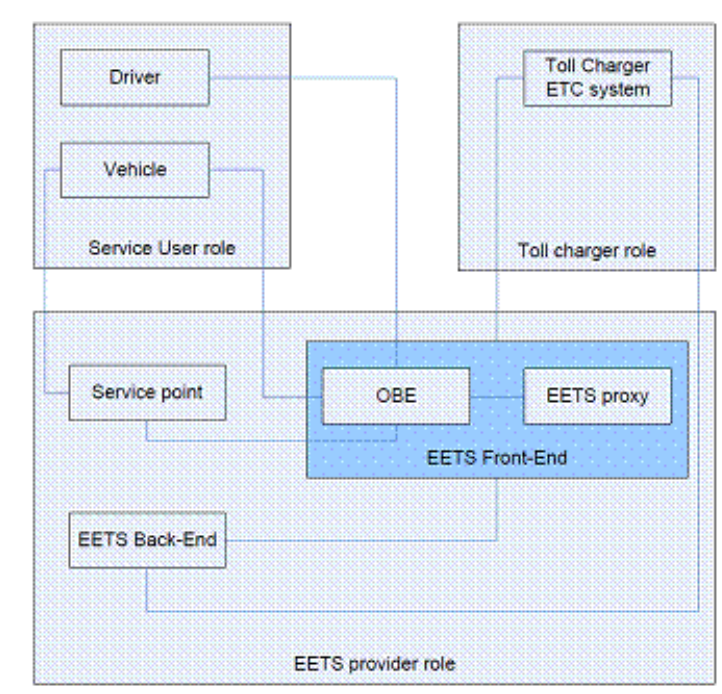 Driver
Vehicle
Service User role
Toll Charger
ETC system
Toll charger role
Service point
OBE
EETS proxy
EETS Front-End
EETS Back-End
EETS provider role